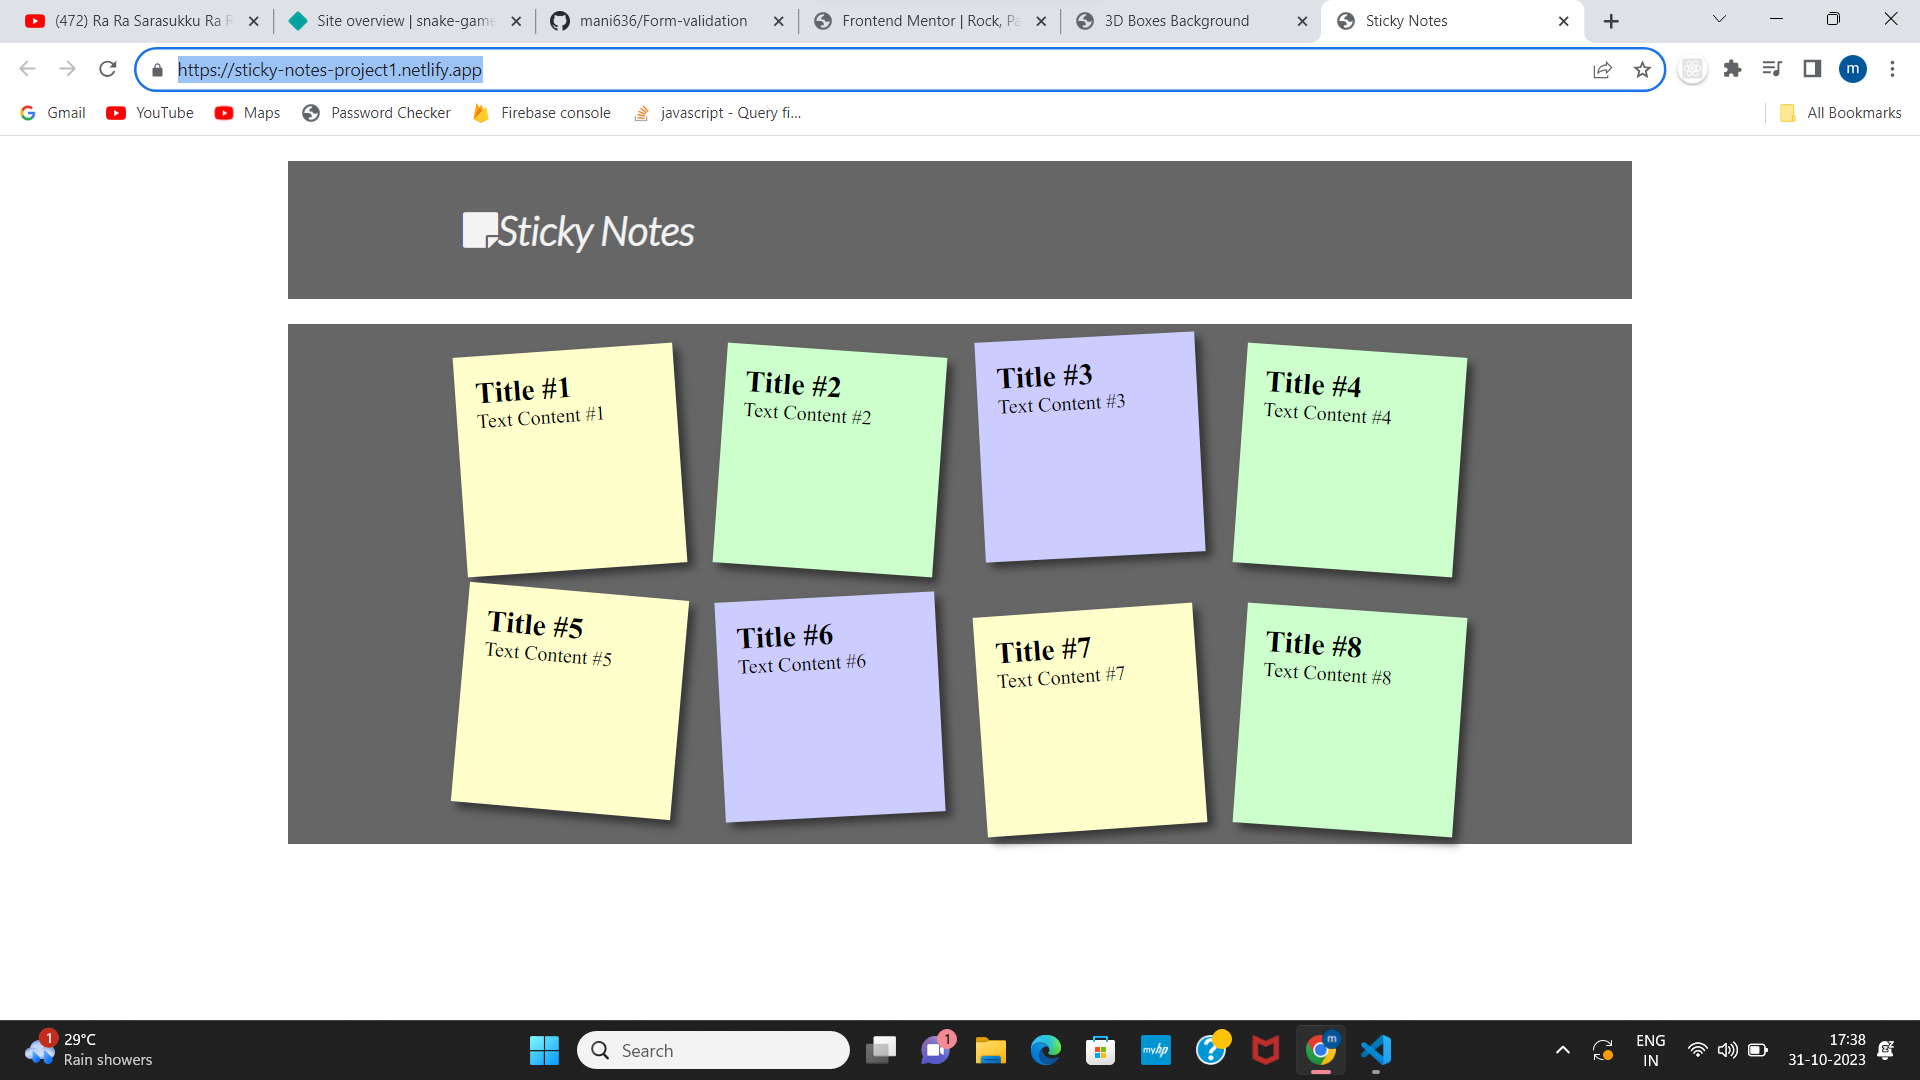 (472) Ra Ra Sarasukku Ra R
Site overview | snake-game
mani636/Form-validation
Frontend Mentor | Rock, Pa
3D Boxes Background
Sticky Notes
https://sticky-notes-project1.netlify.app
m
Gmail
YouTube
Maps
Password Checker
Firebase console
javascript - Query fi...
All Bookmarks
Sticky Notes
Title #1
Text Content #1
Title #2
Text Content #2
Title #3
Text Content #3
Title #4
Text Content #4
Title #5
Text Content #5
Title #6
Text Content #6
Title #7
Text Content #7
Title #8
Text Content #8
1
29°C
Rain showers
Search
1
myhp
?
m
ENG
IN
17:38
31-10-2023